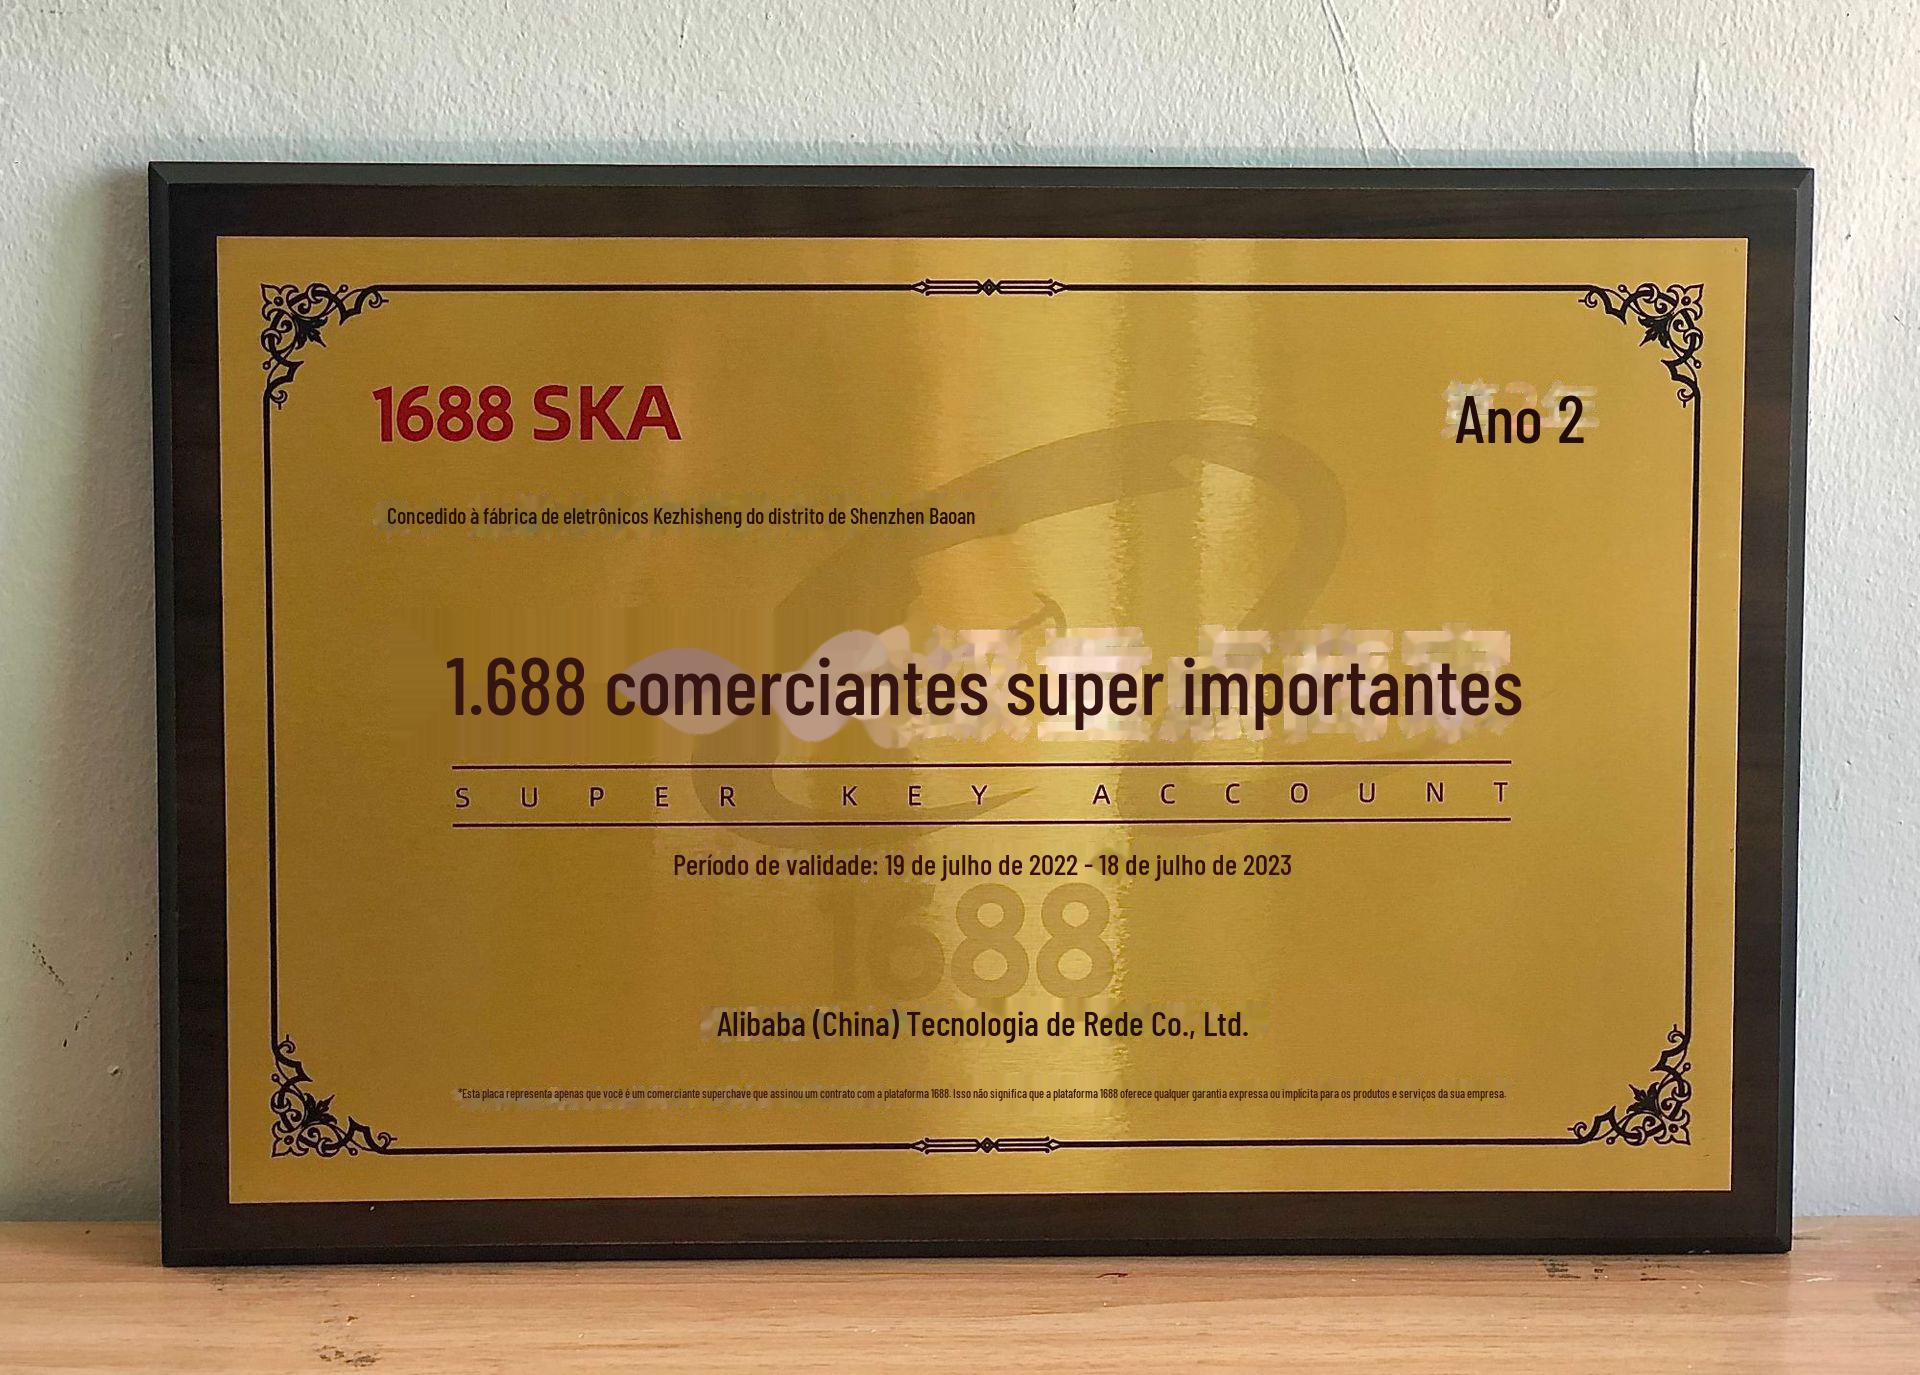 1688 SKA
Ano 2
Concedido à fábrica de eletrônicos Kezhisheng do distrito de Shenzhen Baoan
1.688 comerciantes super importantes
SUPER KEY ACCOUNT
Período de validade: 19 de julho de 2022 - 18 de julho de 2023
1688
Alibaba (China) Tecnologia de Rede Co., Ltd.
*Esta placa representa apenas que você é um comerciante superchave que assinou um contrato com a plataforma 1688. Isso não significa que a plataforma 1688 oferece qualquer garantia expressa ou implícita para os produtos e serviços da sua empresa.